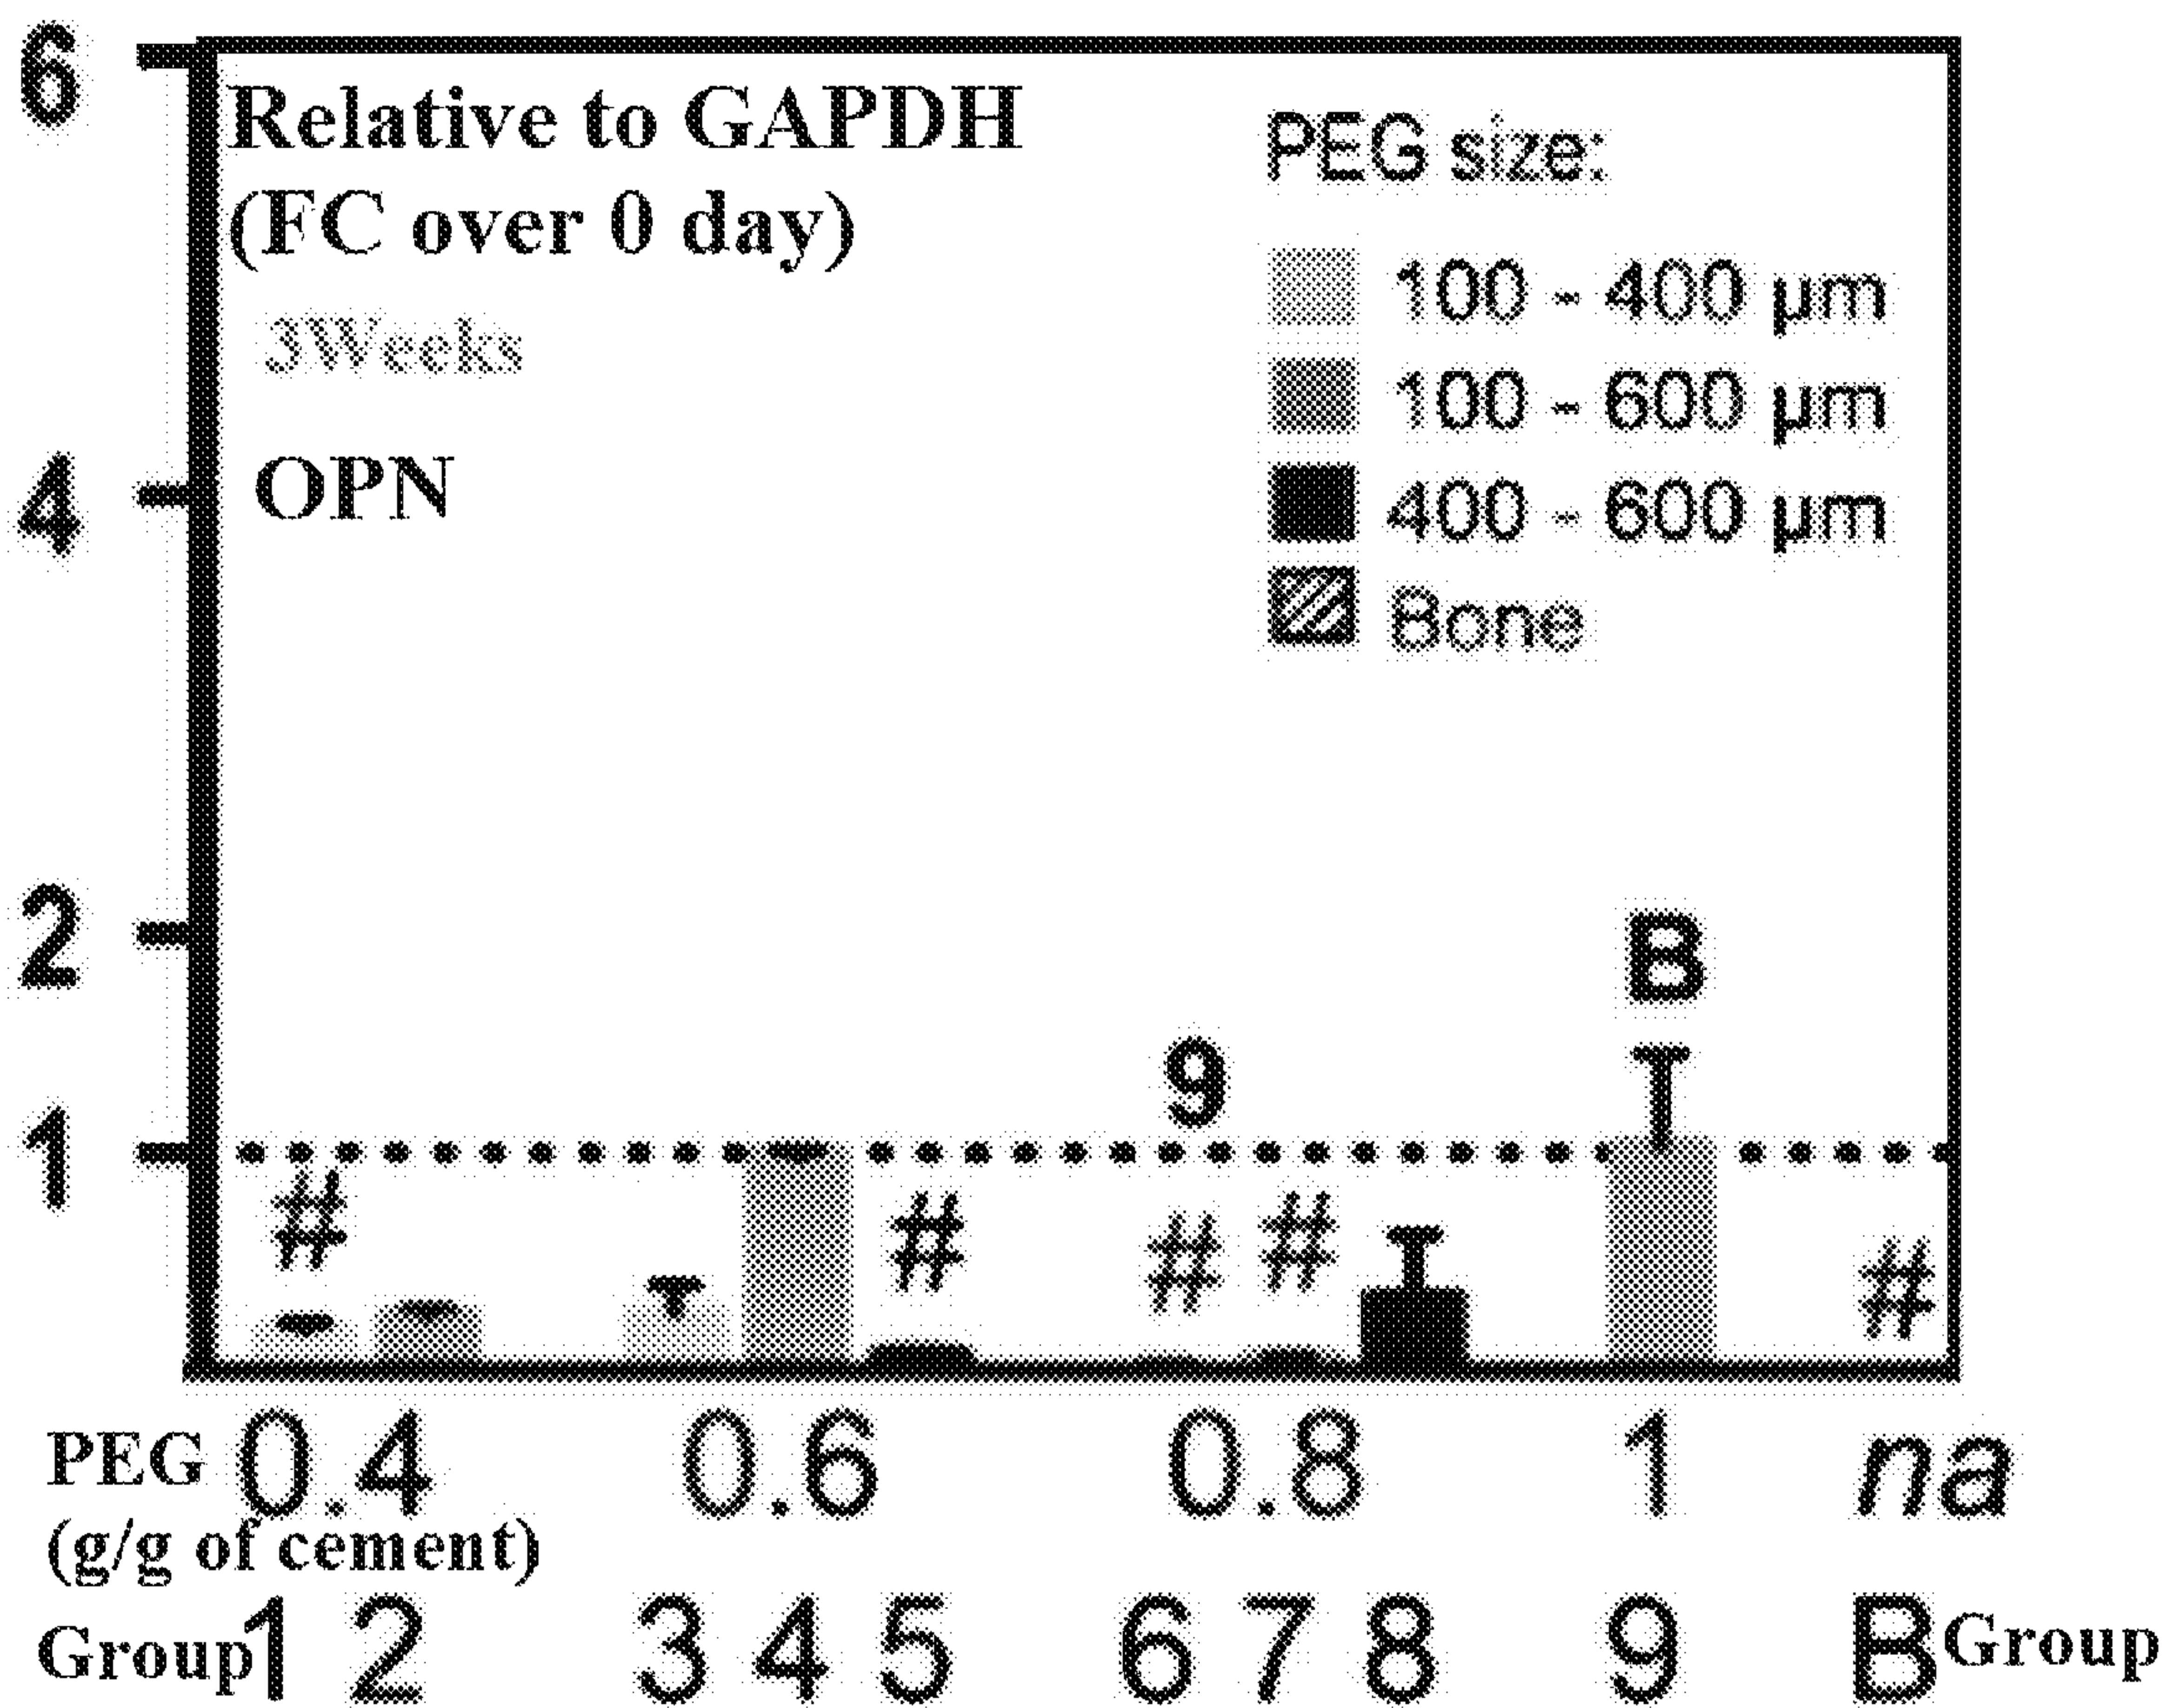 6
Relative to GAPDH
(FC over 0 day)
3Weeks
OPN
PEG size:
100 - 400 µm
100 - 600 µm
400 - 600 µm
Bone
4
2
1
B
9
# # # # #
PEG 0.4 0.6 0.8 1 na
(g/g of cement)
Group 1 2 3 4 5 6 7 8 9 B Group